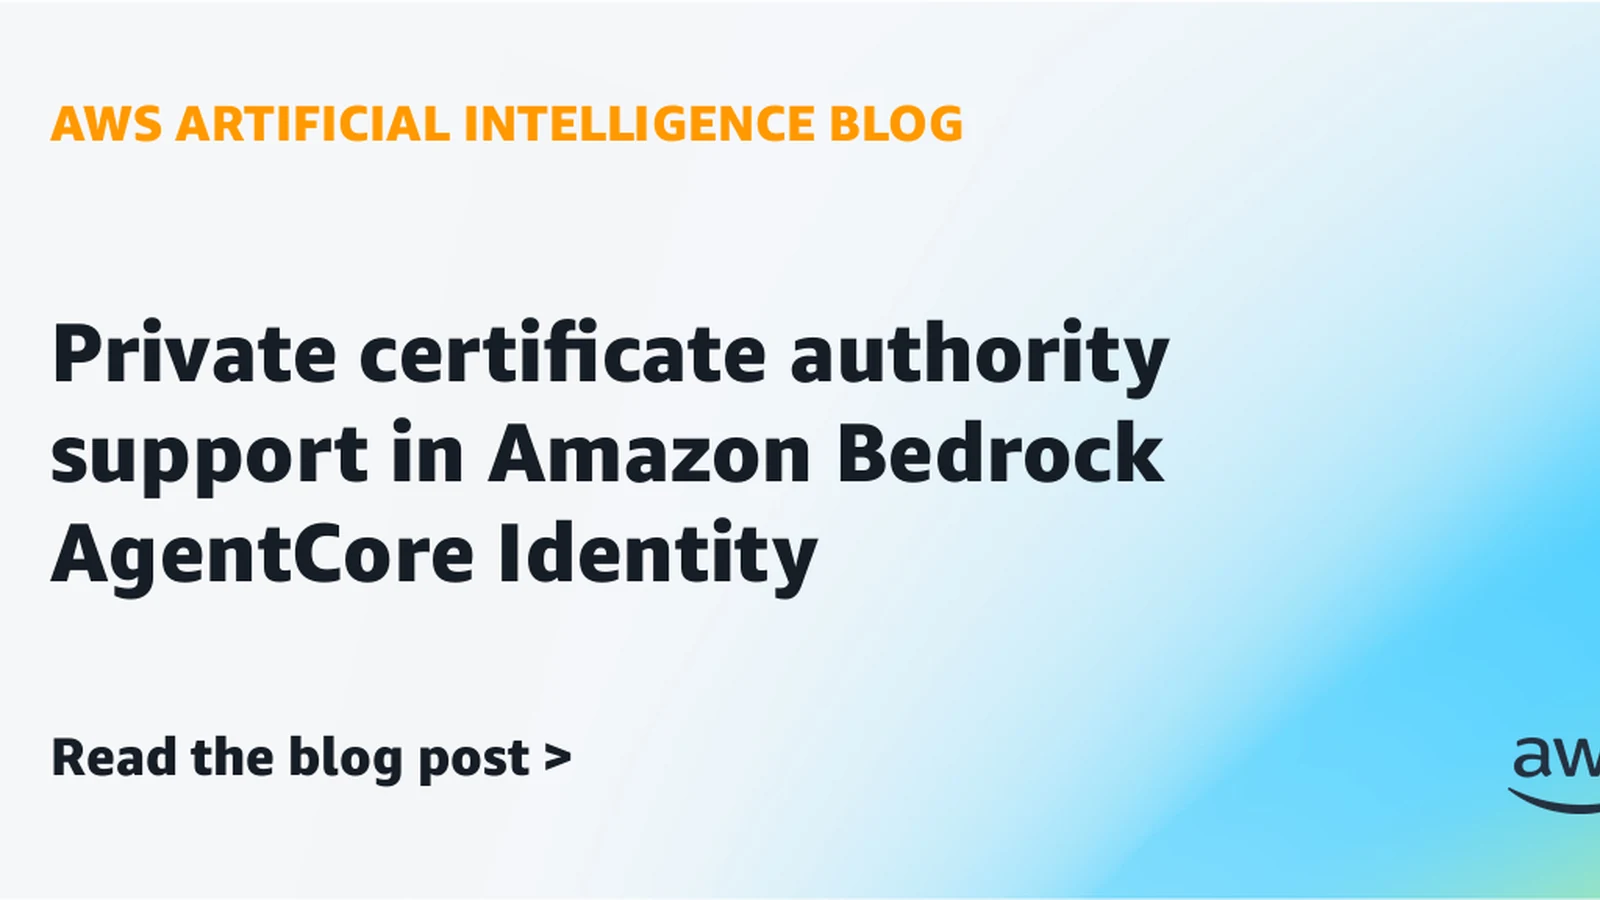 AWS ARTIFICIAL INTELLIGENCE BLOG
Private certificate authority
support in Amazon Bedrock
AgentCore Identity
Read the blog post >